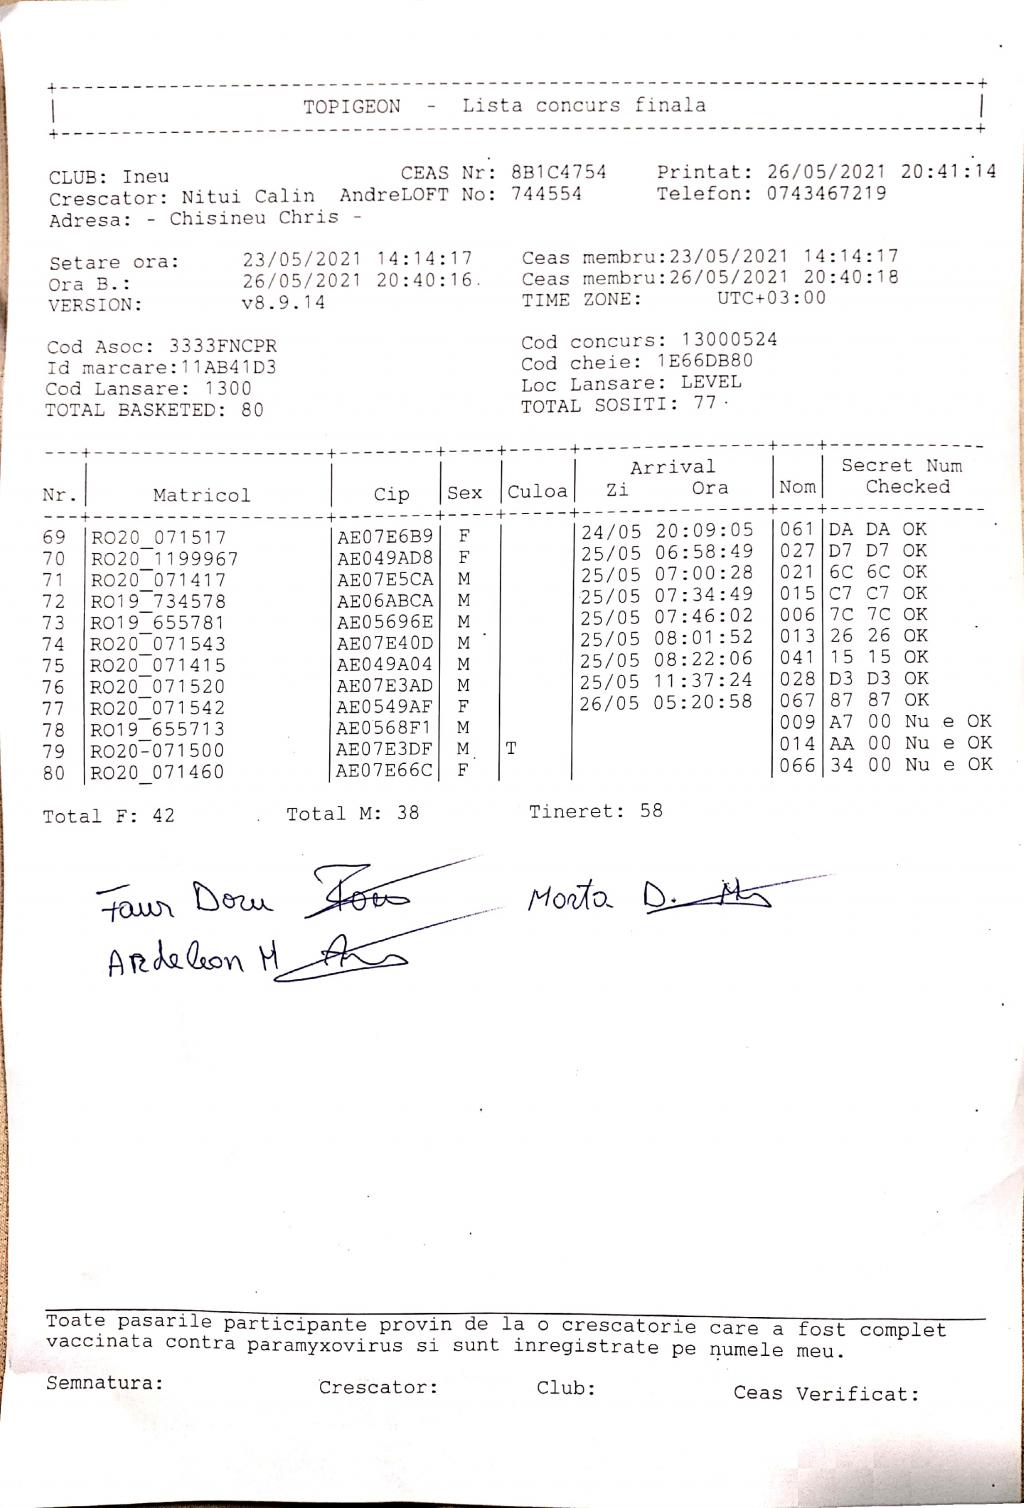 TOPIGEON - Lista concurs finala
CLUB: Ineu CEAS Nr: 8B1C4754 Printat: 26/05/2021 20:41:14
Crescator: Nitui Calin AndreLOFT No: 744554 Telefon: 0743467219
Adresa: - Chisineu Chris -
Setare ora: 23/05/2021 14:14:17 Ceas membru:23/05/2021 14:14:17
Ora B.: 26/05/2021 20:40:16. Ceas membru:26/05/2021 20:40:18
VERSION: v8.9.14 TIME ZONE: UTC+03:00
Cod Asoc: 3333FNCPR Cod concurs: 13000524
Id marcare:11AB41D3 Cod cheie: 1E66DB80
Cod Lansare: 1300 Loc Lansare: LEVEL
TOTAL BASKETED: 80 TOTAL SOSITI: 77
Arrival Secret Num
Nr. Matricol Cip Sex Culoa Zi Ora Nom Checked
69 RO20_071517 AE07E6B9 F 24/05 20:09:05 061 DA DA OK
70 RO20_1199967 AE049AD8 F 25/05 06:58:49 027 D7 D7 OK
71 RO20_071417 AE07E5CA M 25/05 07:00:28 021 6C 6C OK
72 RO19_734578 AE06ABCA M 25/05 07:34:49 015 C7 C7 OK
73 RO19_655781 AE05696E M 25/05 07:46:02 006 7C 7C OK
74 RO20_071543 AE07E40D M 25/05 08:01:52 013 26 26 OK
75 RO20_071415 AE049A04 M 25/05 08:22:06 041 15 15 OK
76 RO20_071520 AE07E3AD M 25/05 11:37:24 028 D3 D3 OK
77 RO20_071542 AE0549AF F 26/05 05:20:58 067 87 87 OK
78 RO19_655713 AE0568F1 M 009 A7 00 Nu e OK
79 RO20-071500 AE07E3DF M T 014 AA 00 Nu e OK
80 RO20_071460 AE07E66C F 066 34 00 Nu e OK
Total F: 42 Total M: 38 Tineret: 58
Faur Doru Morta D.
Ardelean M
Toate pasarile participante provin de la o crescatorie care a fost complet
vaccinata contra paramyxovirus si sunt inregistrate pe numele meu.
Semnatura: Crescator: Club: Ceas Verificat: